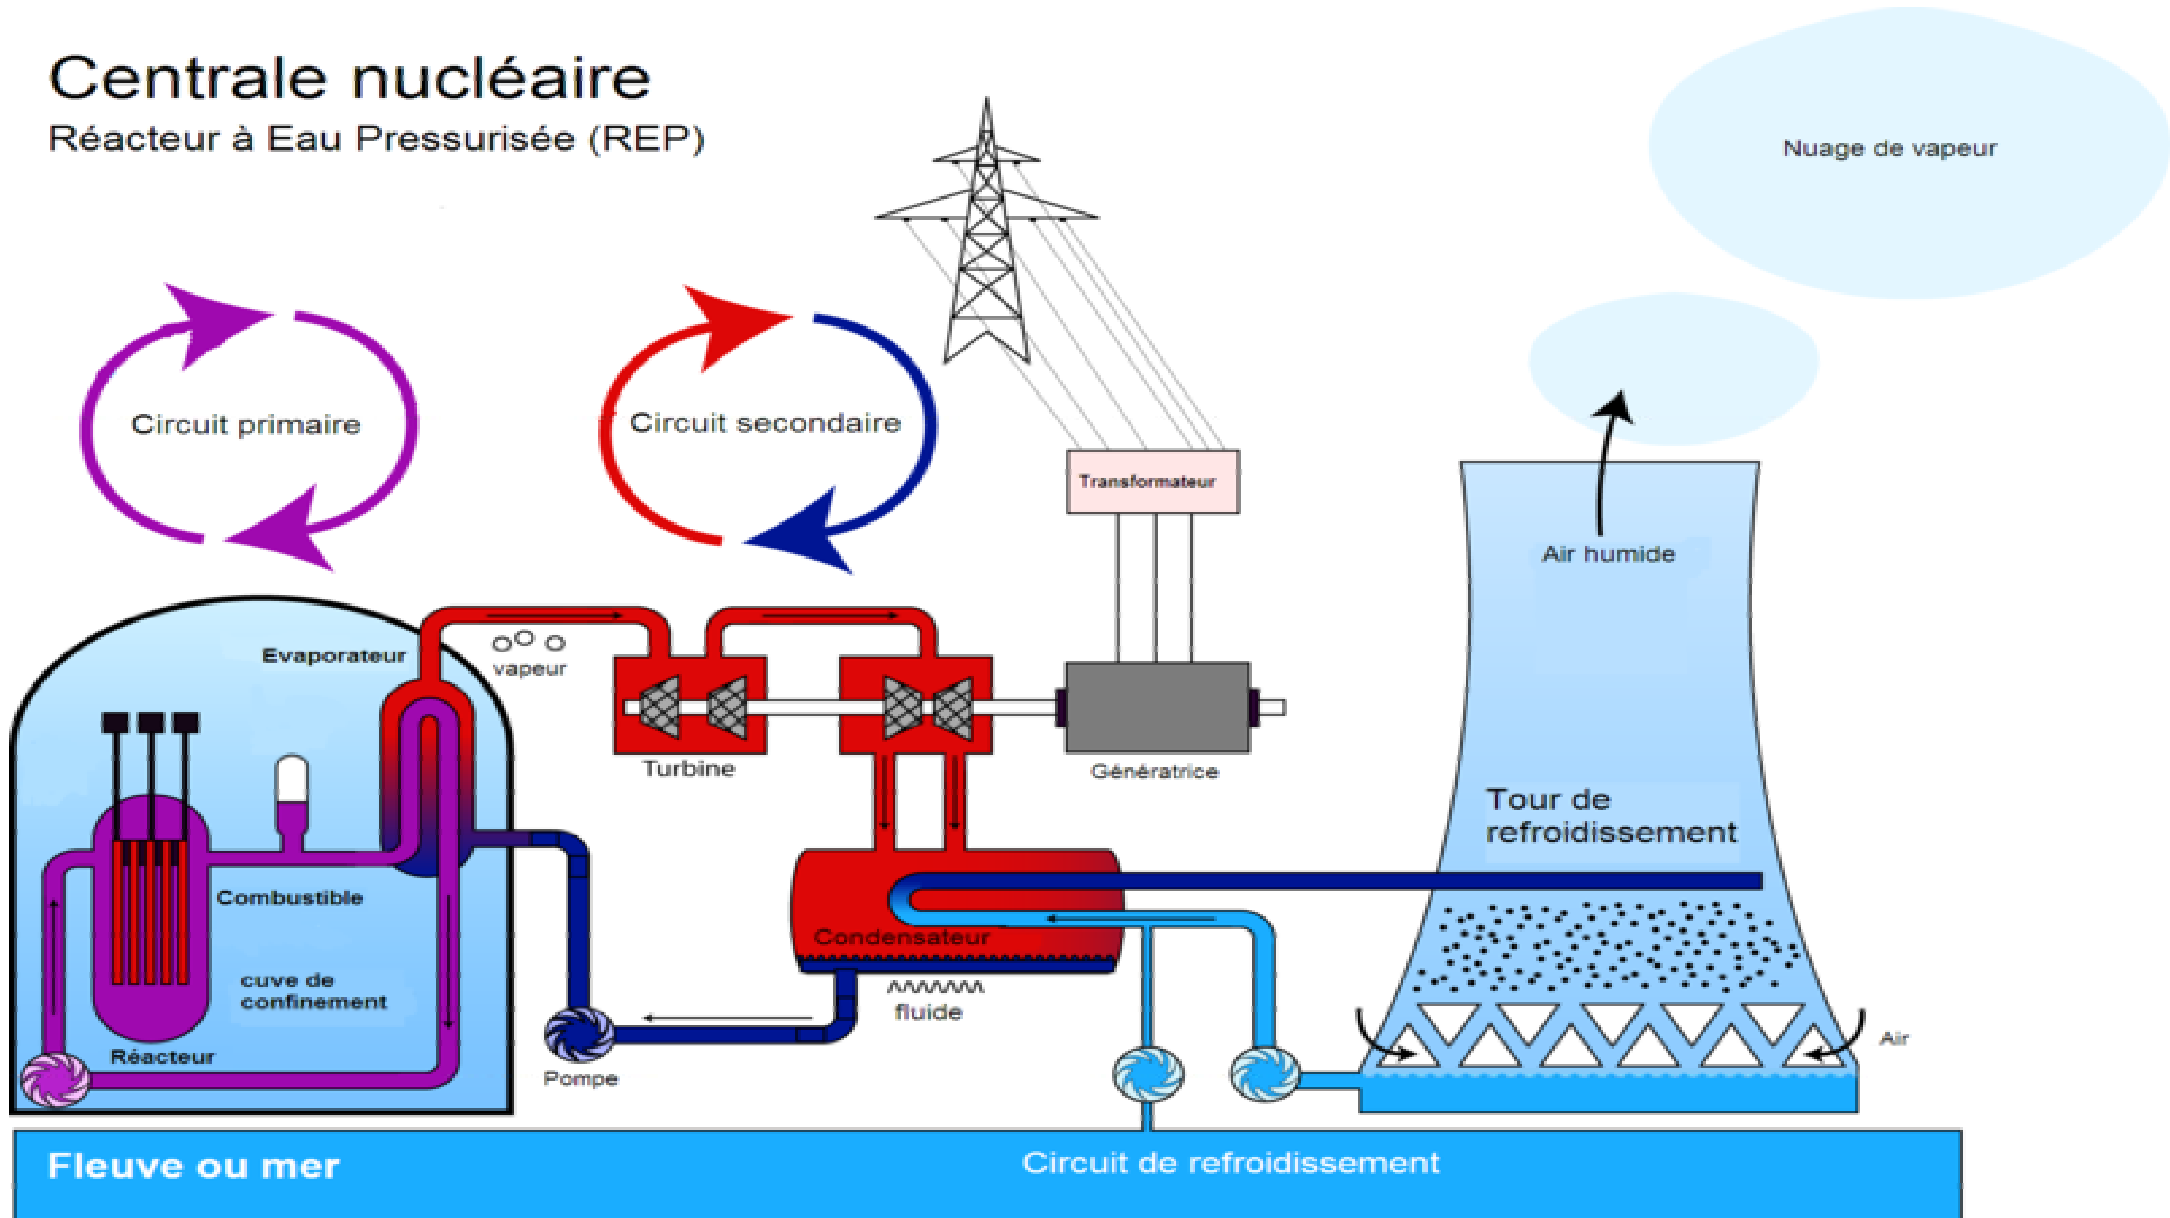 Centrale nucléaire
Réacteur à Eau Pressurisée (REP)
Nuage de vapeur
Circuit primaire
Circuit secondaire
Transformateur
Air humide
Evaporateur
vapeur
Turbine
Génératrice
Tour de
refroidissement
Combustible
Condensateur
cuve de
confinement
fluide
Réacteur
Pompe
Air
Fleuve ou mer
Circuit de refroidissement